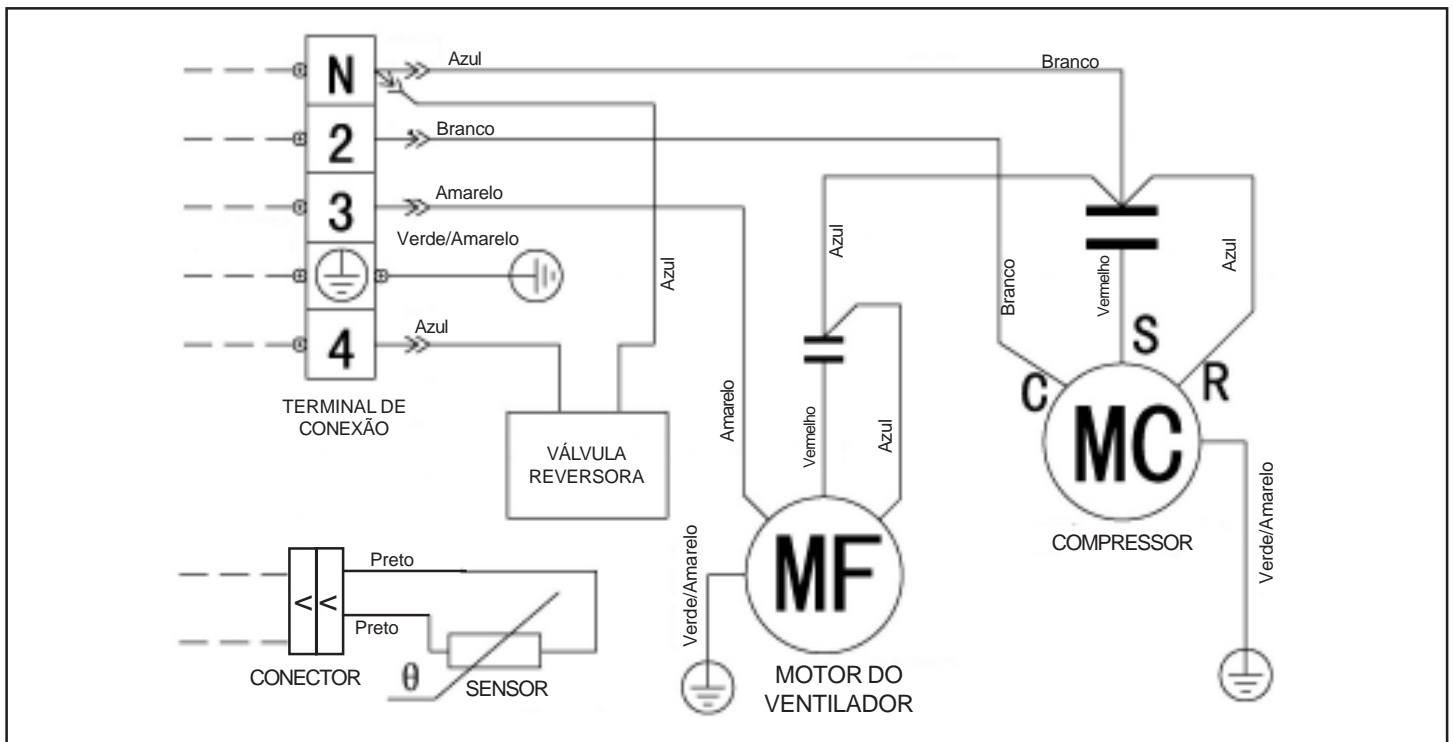 N
Azul
Branco
2
Branco
3
Amarelo
Verde/Amarelo
4
Azul
Azul
TERMINAL DE
CONEXÃO
VÁLVULA
REVERSORA
Amarelo
Azul
Vermelho
Azul
Branco
Vermelho
Azul
C
S
R
MC
COMPRESSOR
Verde/Amarelo
MF
MOTOR DO
VENTILADOR
Verde/Amarelo
Preto
< <
Preto
CONECTOR
θ
SENSOR